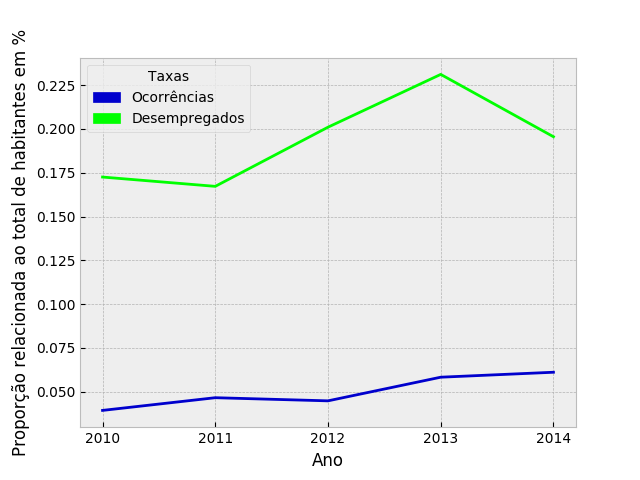 Proporção relacionada ao total de habitantes em %
Taxas
Ocorrências
Desempregados
0.225
0.200
0.175
0.150
0.125
0.100
0.075
0.050
2010 2011 2012 2013 2014
Ano